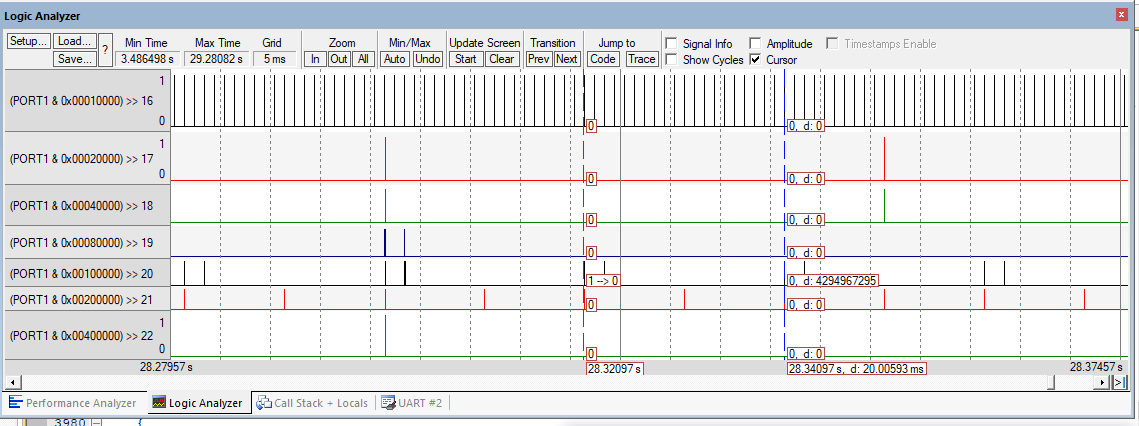 Logic Analyzer
Setup... Load... ? Min Time Max Time Grid Zoom Min/Max Update Screen Transition Jump to Signal Info Amplitude Timestamps Enable
Save... 3.486498 s 29.28082 s 5 ms In Out All Auto Undo Start Clear Prev Next Code Trace Show Cycles Cursor
1
(PORT1 & 0x00010000) >> 16
0 0 0, d: 0
1
(PORT1 & 0x00020000) >> 17
0 0 0, d: 0
(PORT1 & 0x00040000) >> 18
0 0, d: 0
(PORT1 & 0x00080000) >> 19
0 0, d: 0
(PORT1 & 0x00100000) >> 20
1 --> 0 0, d: 4294967295
(PORT1 & 0x00200000) >> 21
0 0, d: 0
1
(PORT1 & 0x00400000) >> 22
0 0 0, d: 0
28.27957 s 28.32097 s 28.34097 s, d: 20.00593 ms 28.37457 s
Performance Analyzer Logic Analyzer Call Stack + Locals UART #2
3980 {